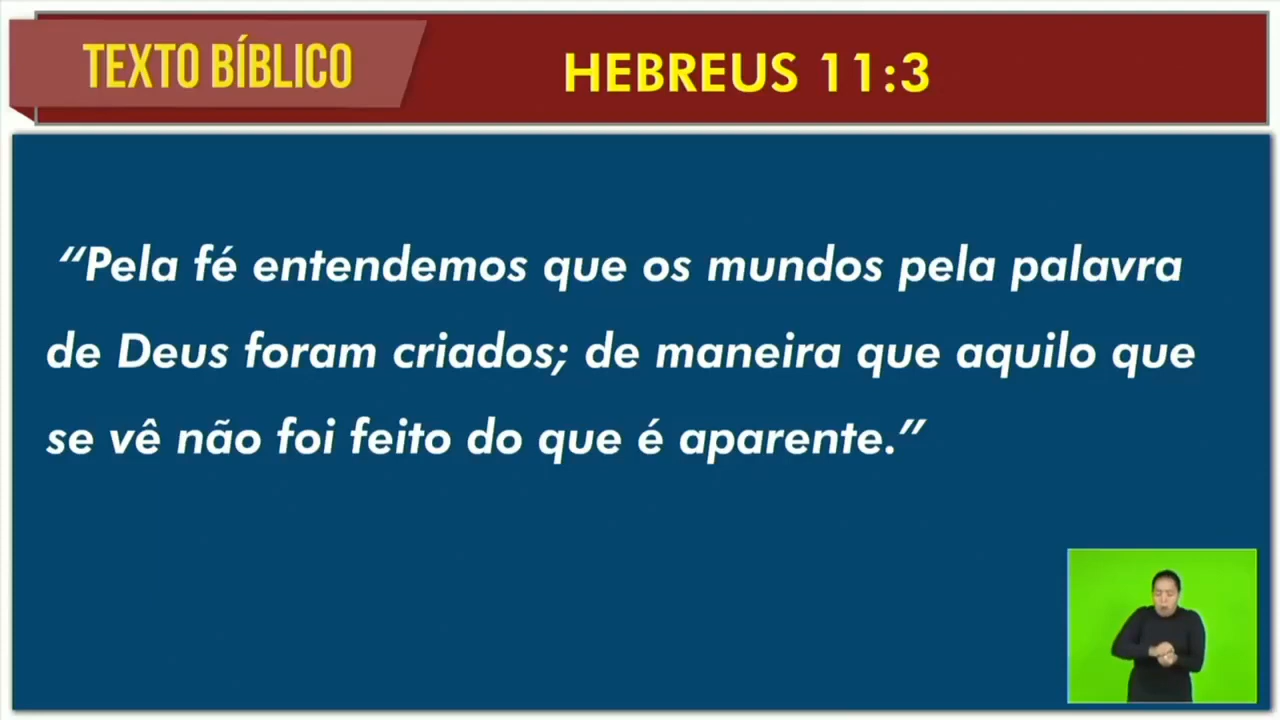 TEXTO BÍBLICO
HEBREUS 11:3
“Pela fé entendemos que os mundos pela palavra
de Deus foram criados; de maneira que aquilo que
se vê não foi feito do que é aparente.”